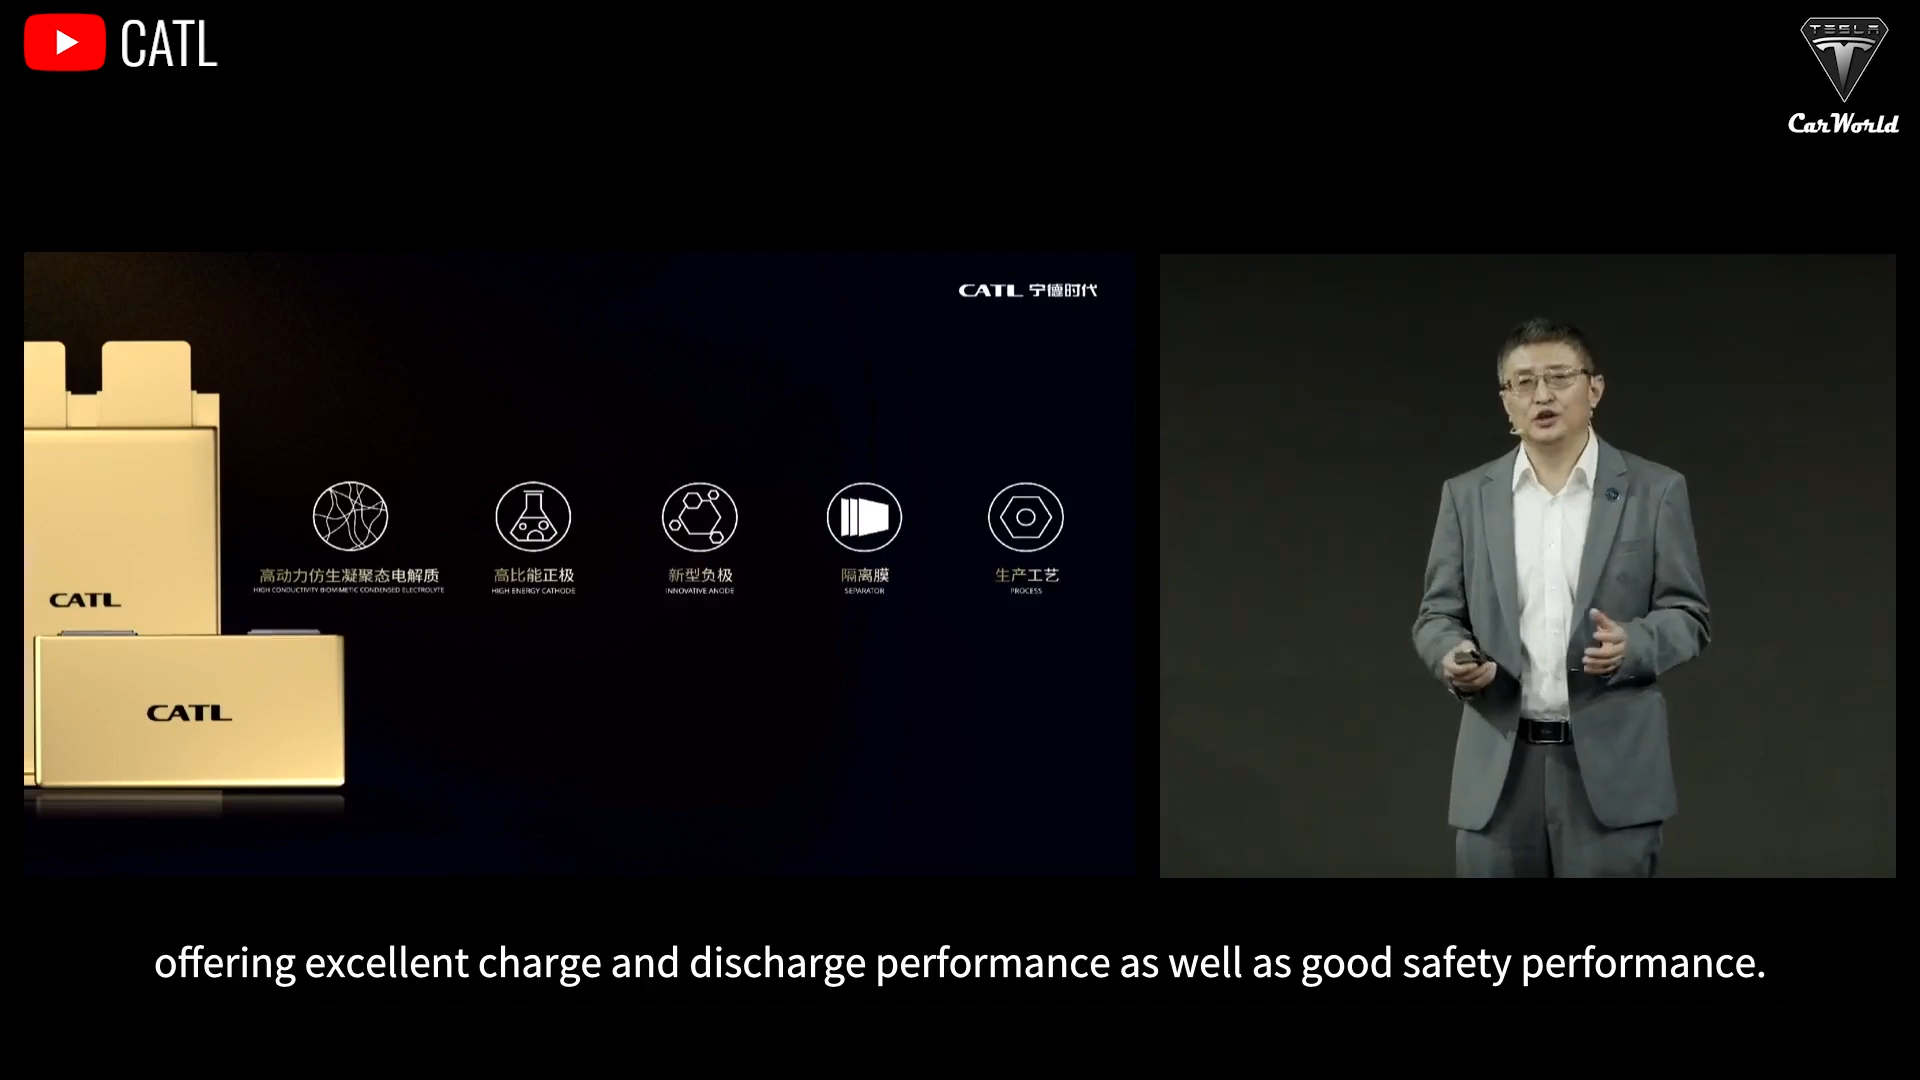 CATL
TESLA
CarWorld
CATL 宁德时代
高动力仿生凝聚态电解质
HIGH CONDUCTIVITY BIOMIMETIC CONDENSED ELECTROLYTE
高比能正极
HIGH ENERGY CATHODE
新型负极
INNOVATIVE ANODE
隔离膜
SEPARATOR
生产工艺
PROCESS
CATL
CATL
offering excellent charge and discharge performance as well as good safety performance.